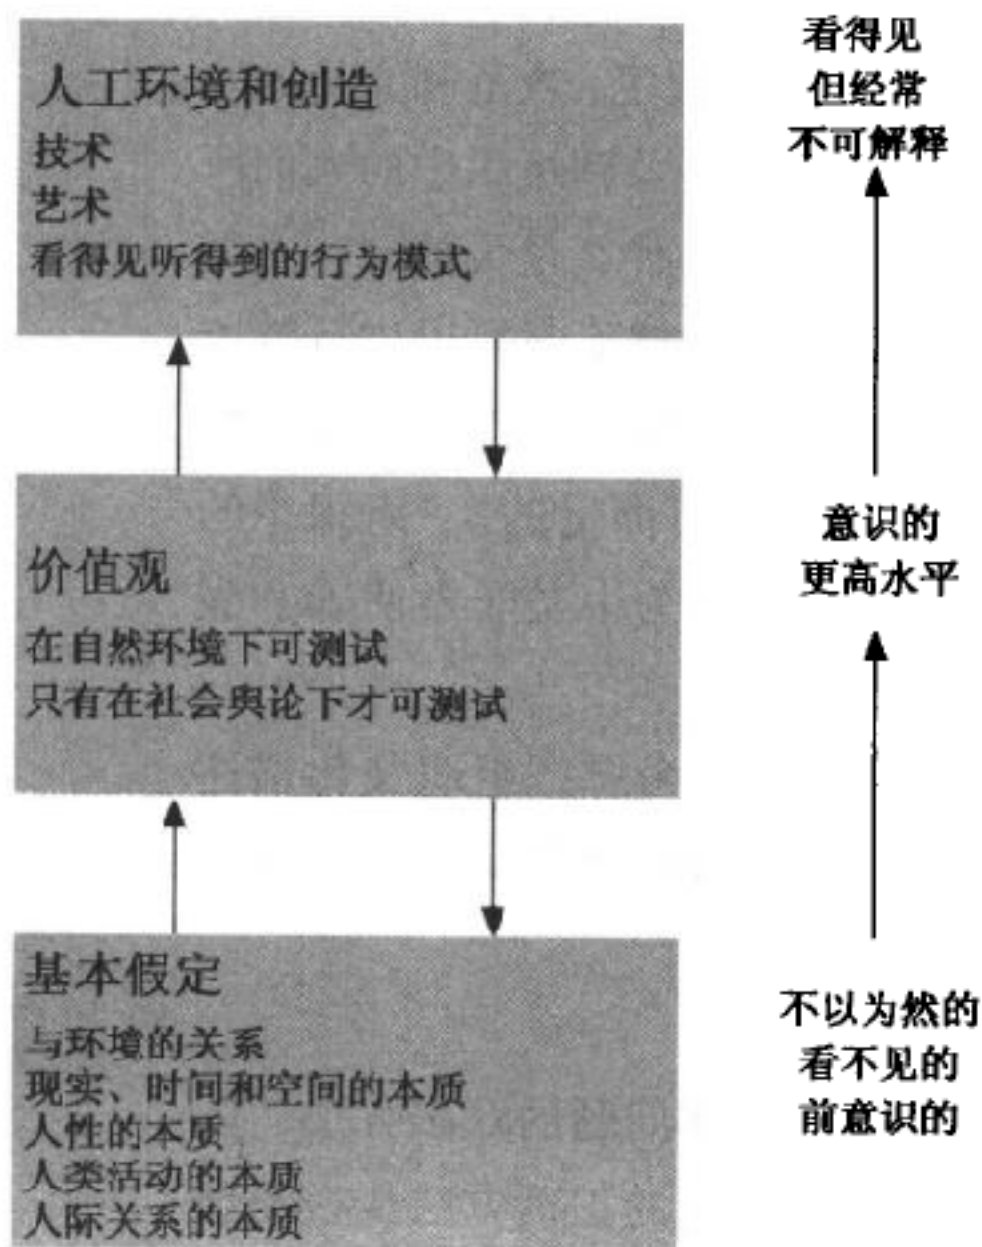 人工环境和创造
技术
艺术
看得见听得到的行为模式
看得见
但经常
不可解释
价值观
在自然环境下可测试
只有在社会舆论下才可测试
意识的
更高水平
基本假定
与环境的关系
现实、时间和空间的本质
人性的本质
人类活动的本质
人际关系的本质
不以为然的
看不见的
前意识的